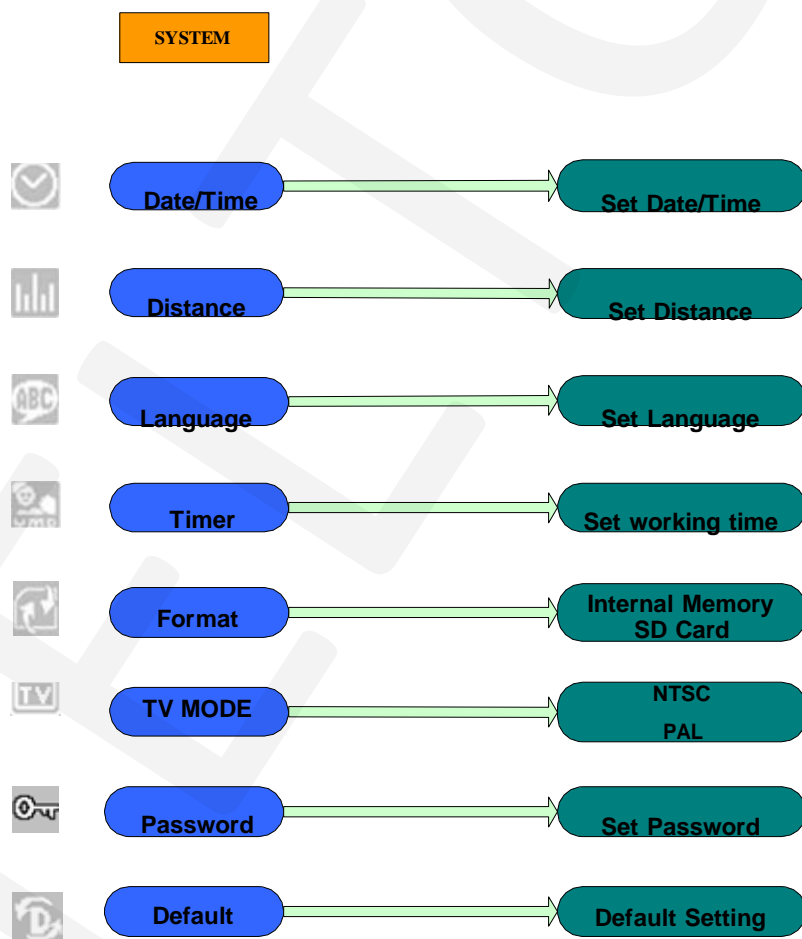 SYSTEM
Date/Time
Set Date/Time
Distance
Set Distance
ABC
Language
Set Language
Timer
Set working time
Format
Internal Memory
SD Card
TV
TV MODE
NTSC
PAL
Password
Set Password
D
Default
Default Setting